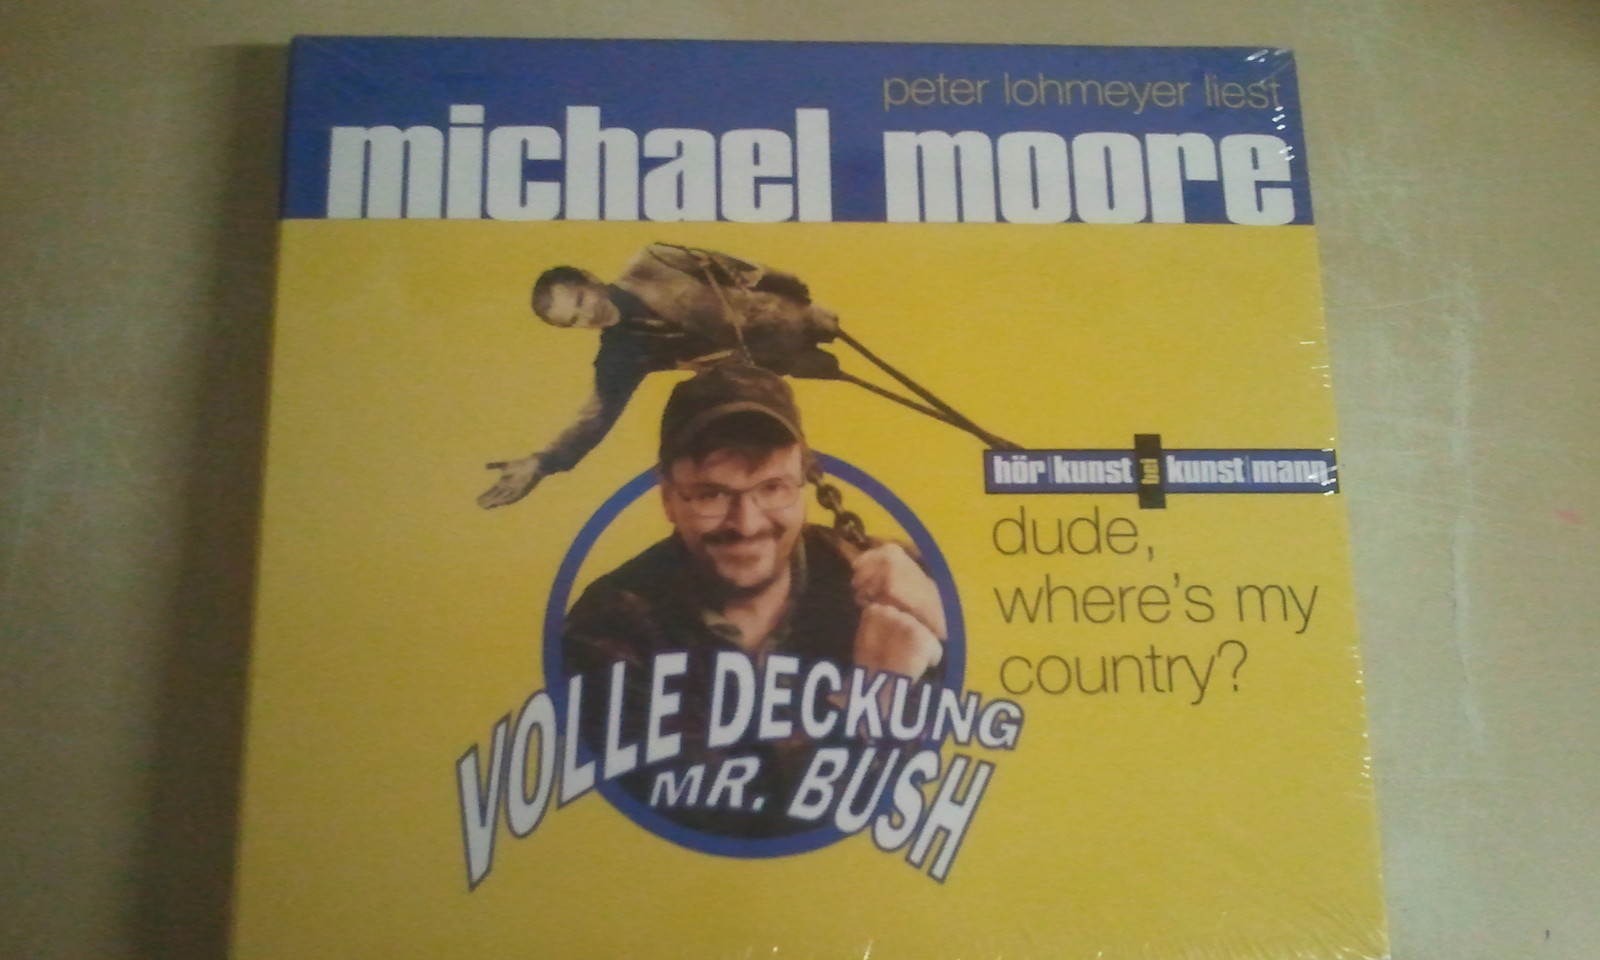 peter lohmeyer liest
michael moore
hör kunst bei kunst mann
dude,
where's my
country?
VOLLE DECKUNG
MR. BUSH